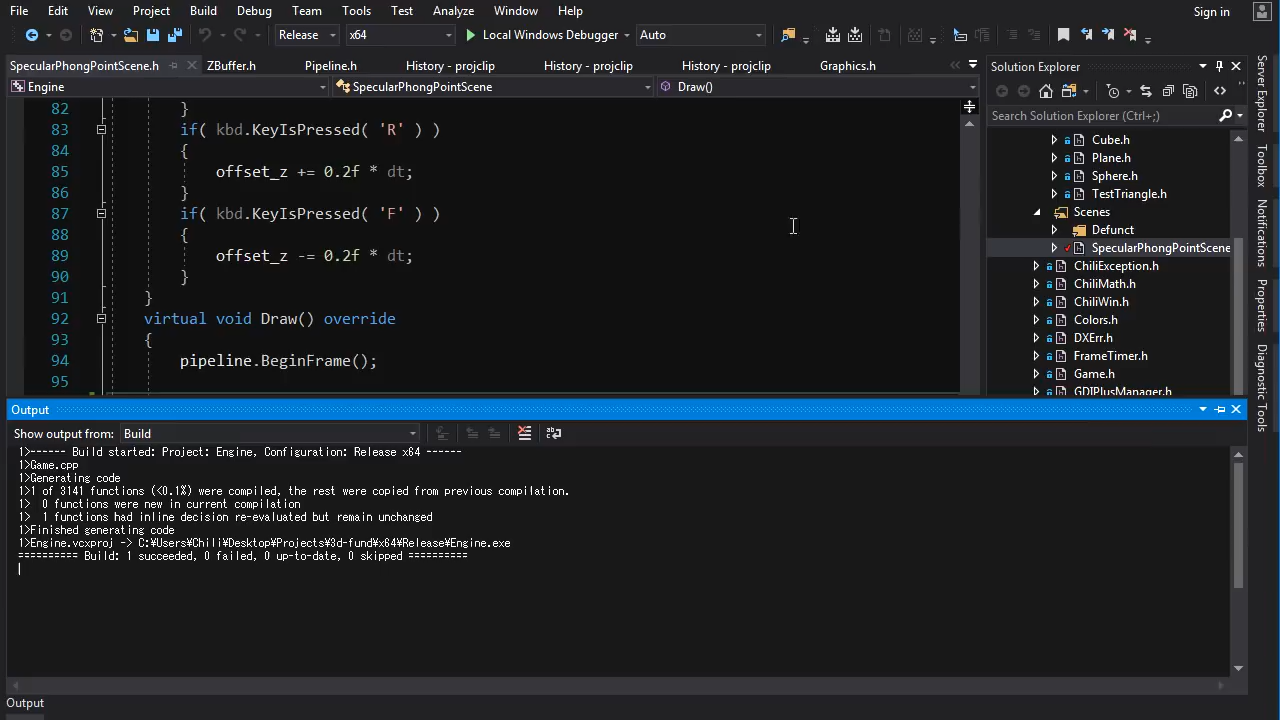 File Edit View Project Build Debug Team Tools Test Analyze Window Help Sign in
Release x64 Local Windows Debugger Auto
SpecularPhongPointScene.h ZBuffer.h Pipeline.h History - projclip History - projclip History - projclip Graphics.h
Engine SpecularPhongPointScene Draw()
82 }
83 if( kbd.KeyIsPressed( 'R' ) )
84 {
85 offset_z += 0.2f * dt;
86 }
87 if( kbd.KeyIsPressed( 'F' ) )
88 {
89 offset_z -= 0.2f * dt;
90 }
91 }
92 virtual void Draw() override
93 {
94 pipeline.BeginFrame();
95
Solution Explorer
Search Solution Explorer (Ctrl+;)
Cube.h
Plane.h
Sphere.h
TestTriangle.h
Scenes
Defunct
SpecularPhongPointScene
ChiliException.h
ChiliMath.h
ChiliWin.h
Colors.h
DXErr.h
FrameTimer.h
Game.h
GDIPlusManager.h
Server Explorer
Toolbox
Notifications
Properties
Diagnostic Tools
Output
Show output from: Build
1>------ Build started: Project: Engine, Configuration: Release x64 ------
1>Game.cpp
1>Generating code
1>1 of 3141 functions (<0.1%) were compiled, the rest were copied from previous compilation.
1> 0 functions were new in current compilation
1> 1 functions had inline decision re-evaluated but remain unchanged
1>Finished generating code
1>Engine.vcxproj -> C:¥Users¥Chili¥Desktop¥Projects¥3d-fund¥x64¥Release¥Engine.exe
========== Build: 1 succeeded, 0 failed, 0 up-to-date, 0 skipped ==========
Output